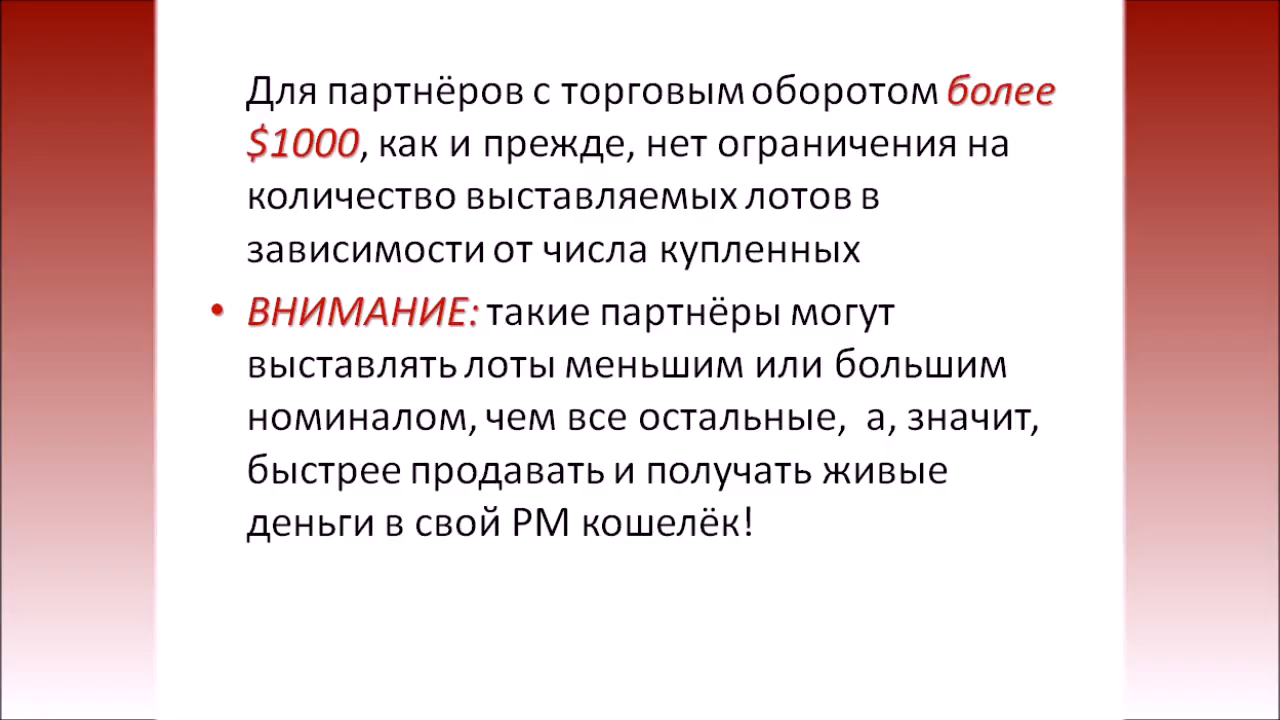 Для партнёров с торговым оборотом более
$1000, как и прежде, нет ограничения на
количество выставляемых лотов в
зависимости от числа купленных
• ВНИМАНИЕ: такие партнёры могут
выставлять лоты меньшим или большим
номиналом, чем все остальные, а, значит,
быстрее продавать и получать живые
деньги в свой РМ кошелёк!